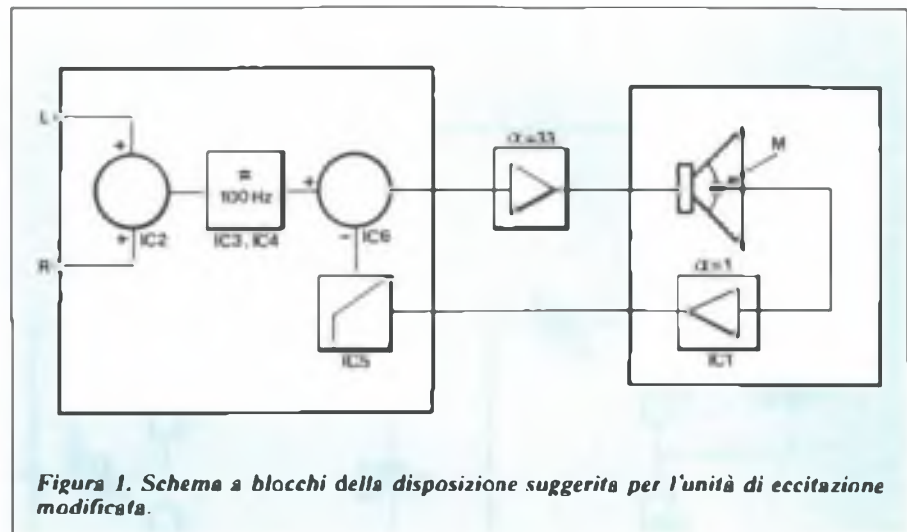 L
+
IC2
+
R
=
100 Hz
IC3, IC4
+
-
IC6
IC5
α=33
M
α=1
IC1
Figura 1. Schema a blocchi della disposizione suggerita per l'unità di eccitazione
modificata.